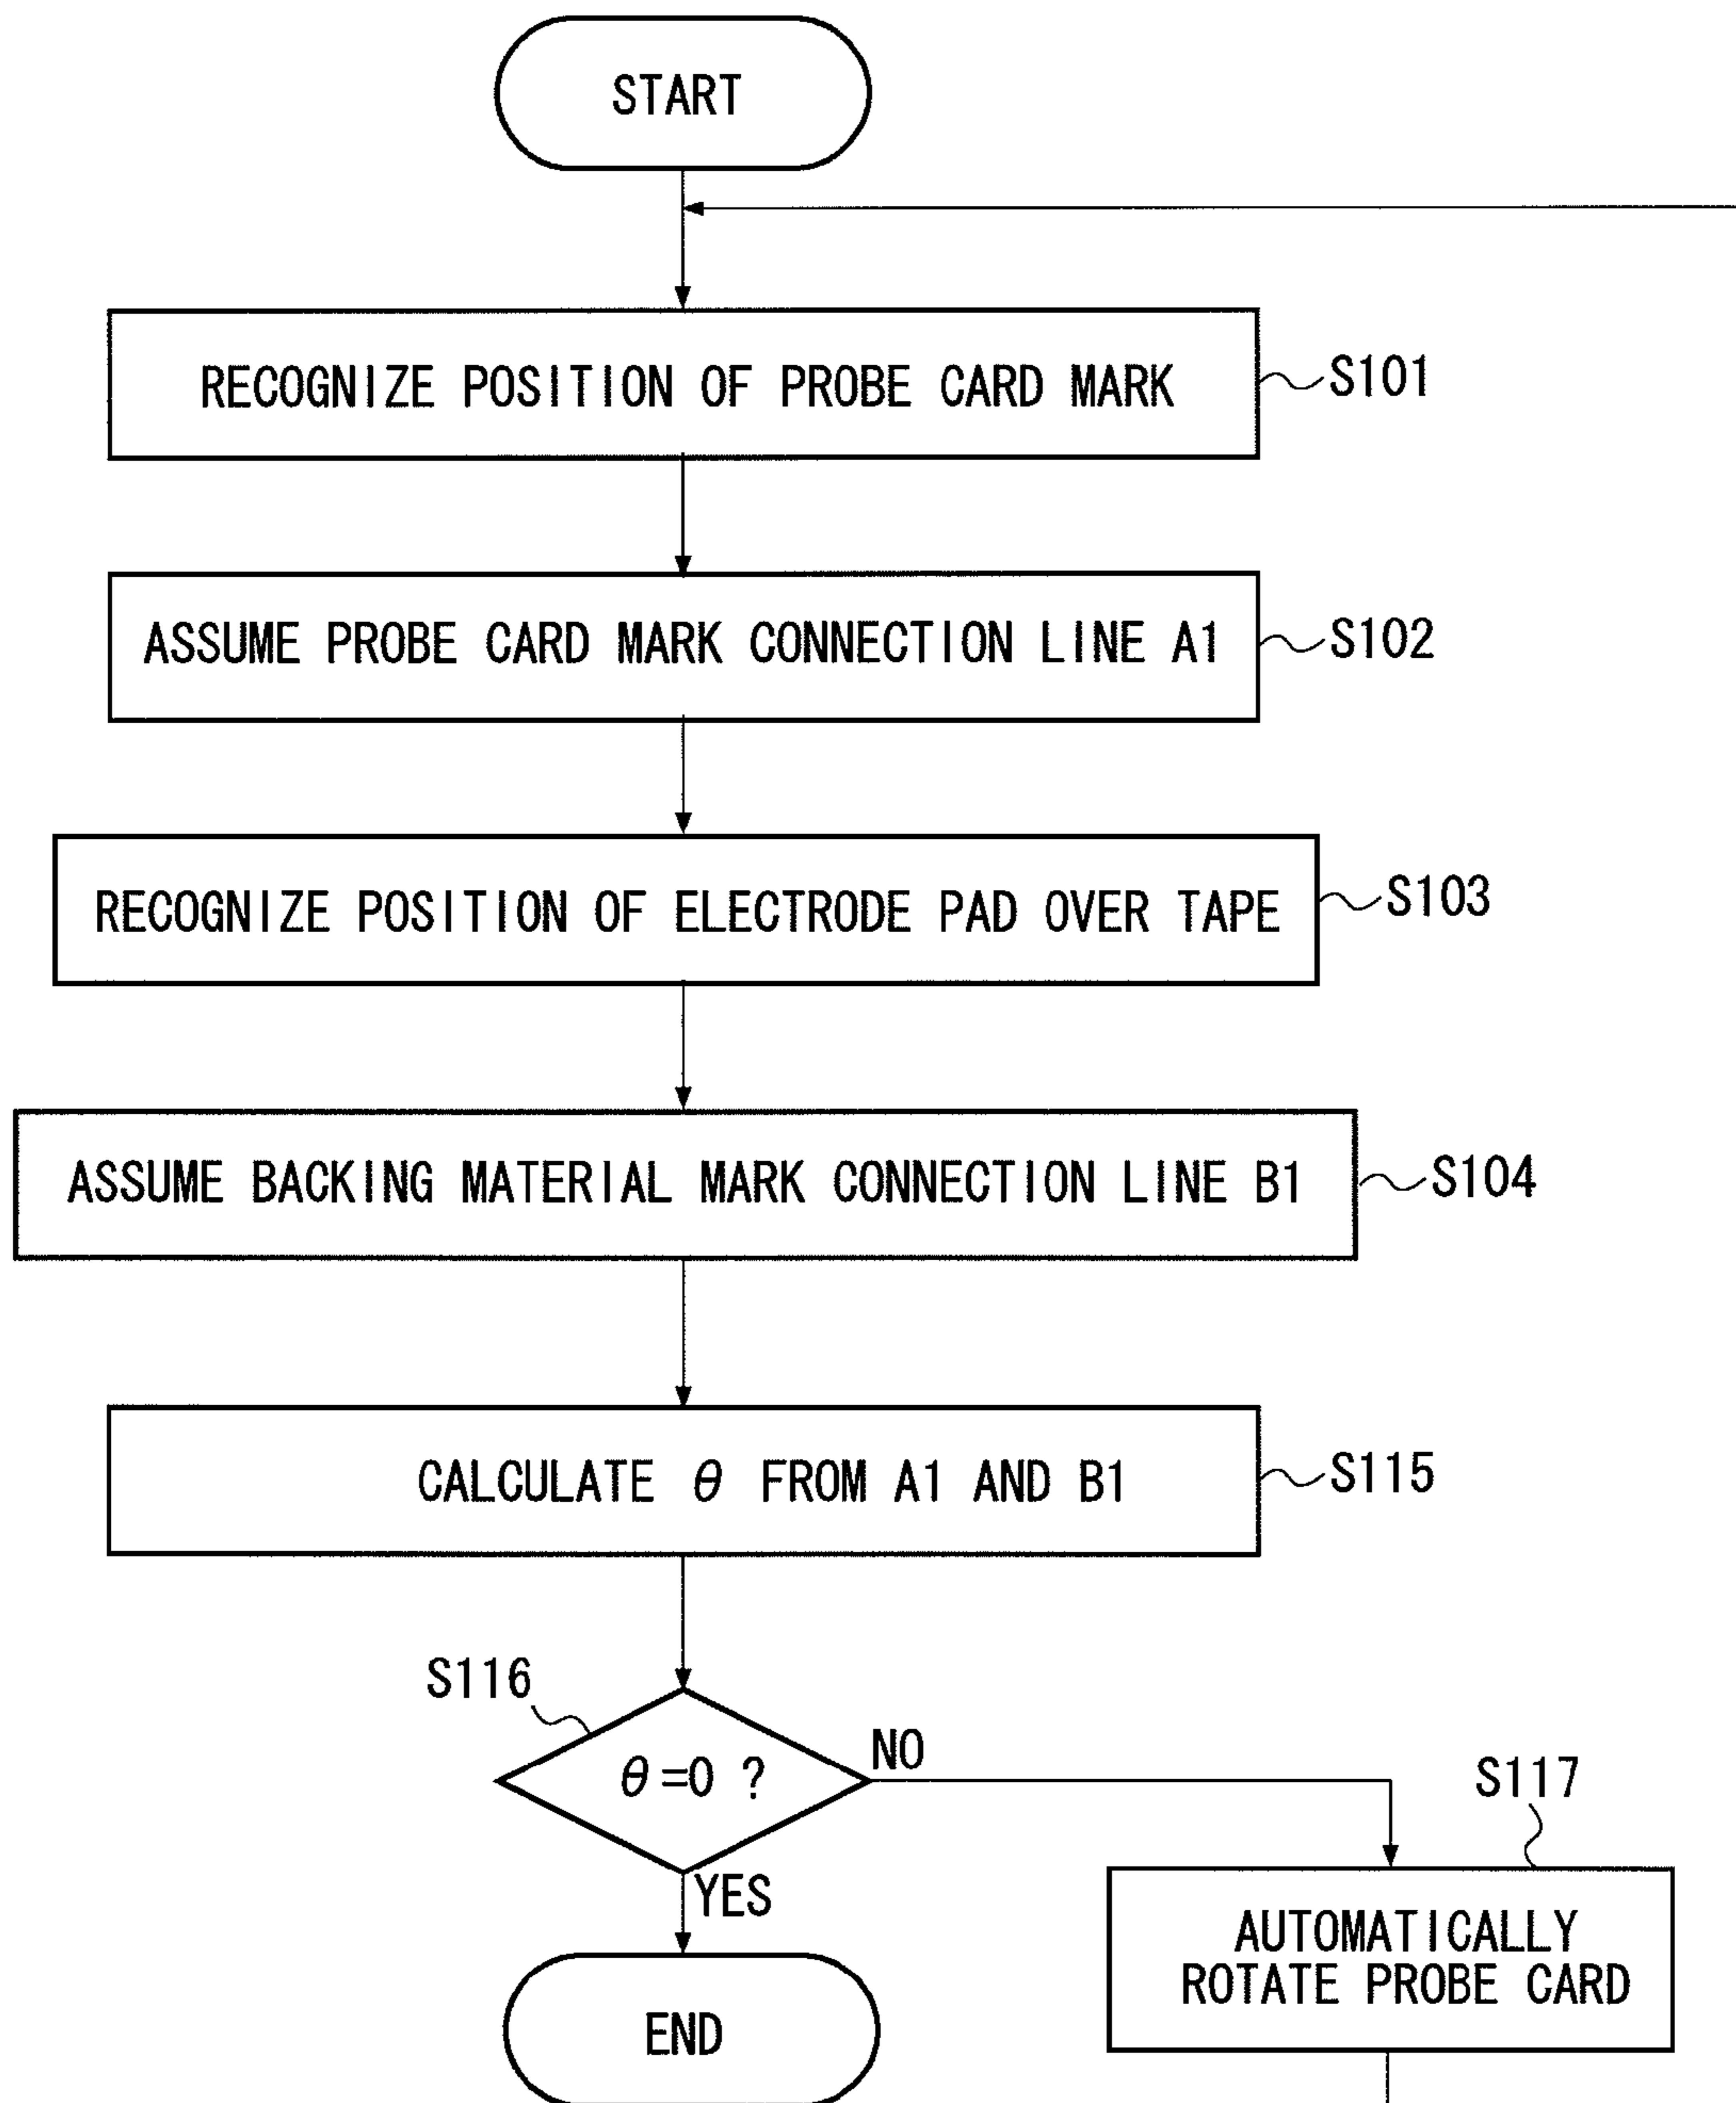 START
RECOGNIZE POSITION OF PROBE CARD MARK
S101
ASSUME PROBE CARD MARK CONNECTION LINE A1
S102
RECOGNIZE POSITION OF ELECTRODE PAD OVER TAPE
S103
ASSUME BACKING MATERIAL MARK CONNECTION LINE B1
S104
CALCULATE θ FROM A1 AND B1
S115
S116
θ=0 ?
NO
YES
S117
AUTOMATICALLY
ROTATE PROBE CARD
END